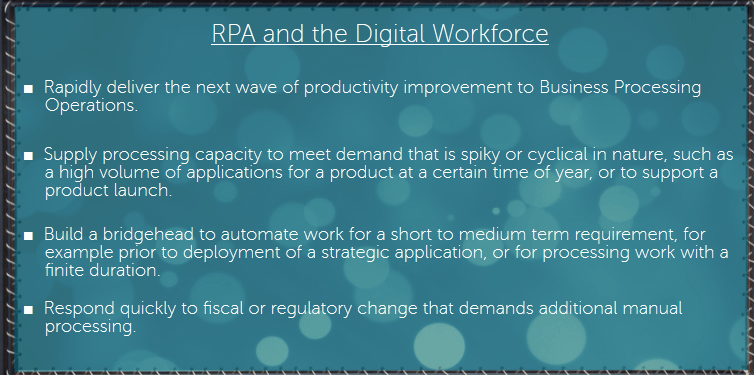 RPA and the Digital Workforce
■ Rapidly deliver the next wave of productivity improvement to Business Processing
Operations.
■ Supply processing capacity to meet demand that is spiky or cyclical in nature, such as
a high volume of applications for a product at a certain time of year, or to support a
product launch.
■ Build a bridgehead to automate work for a short to medium term requirement, for
example prior to deployment of a strategic application, or for processing work with a
finite duration.
■ Respond quickly to fiscal or regulatory change that demands additional manual
processing.